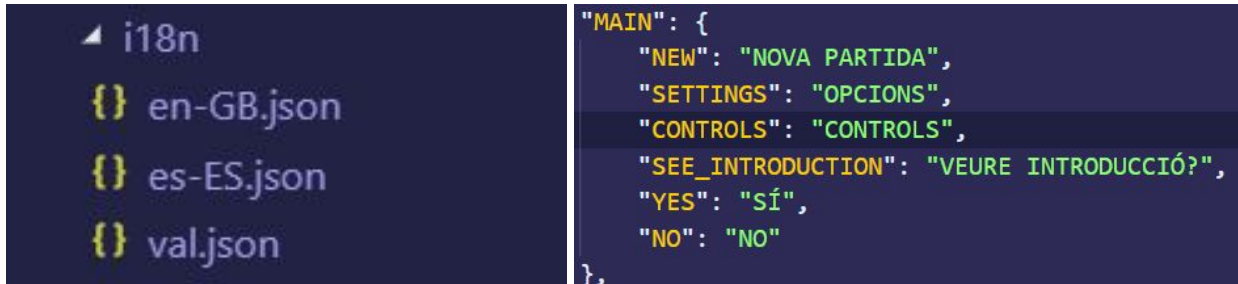 i18n
{} en-GB.json
{} es-ES.json
{} val.json
"MAIN": {
"NEW": "NOVA PARTIDA",
"SETTINGS": "OPCIONS",
"CONTROLS": "CONTROLS",
"SEE_INTRODUCTION": "VEURE INTRODUCCIÓ?",
"YES": "SÍ",
"NO": "NO"
},